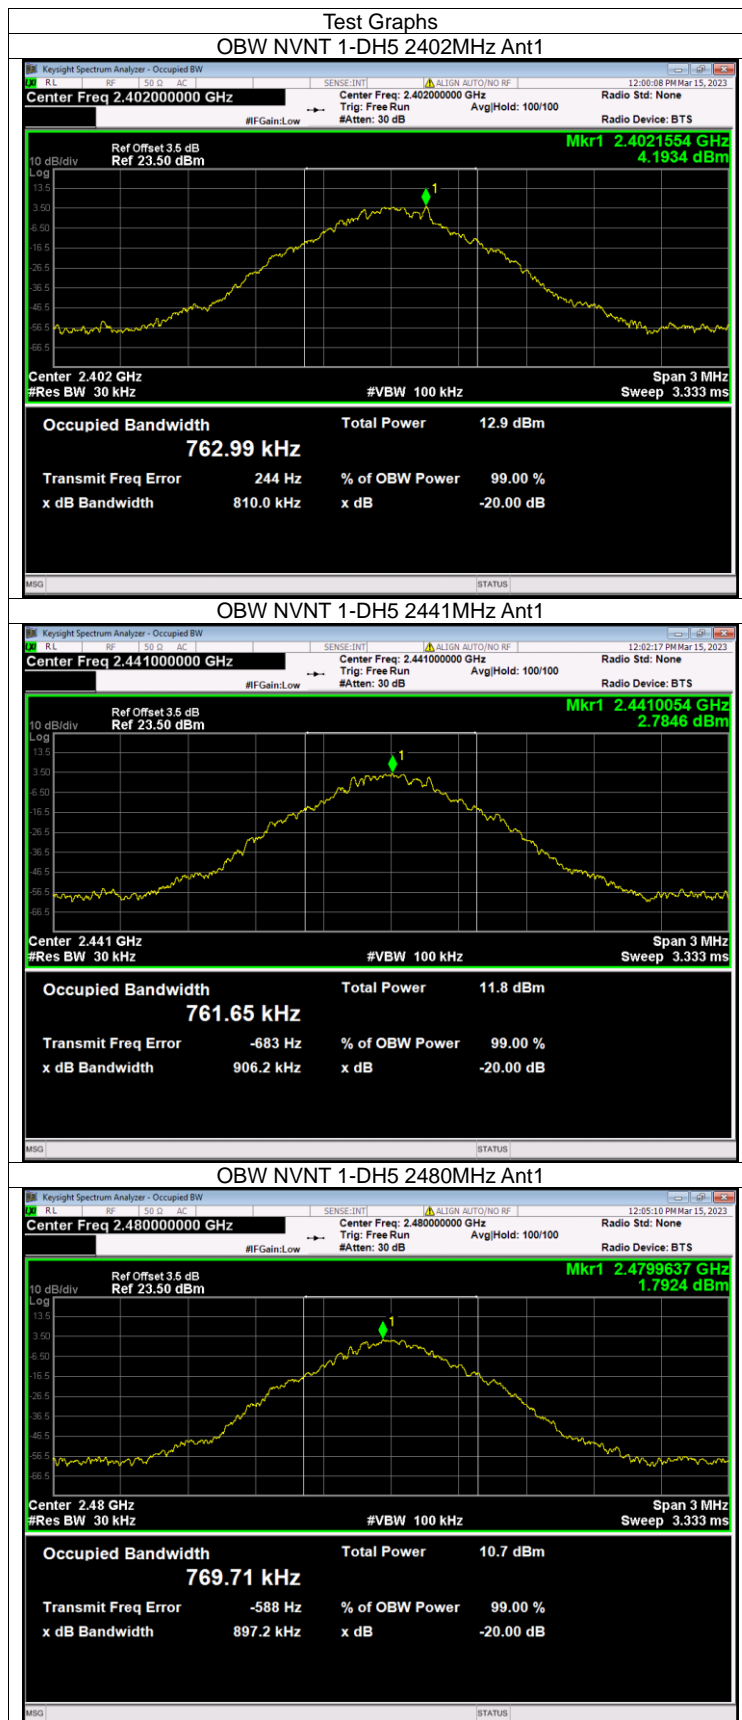 Test Graphs
OBW NVNT 1-DH5 2402MHz Ant1
Keysight Spectrum Analyzer - Occupied BW
RL RF 50 Ω AC SENSE:INT ALIGN AUTO/NO RF 12:00:08 PM Mar 15, 2023
Center Freq 2.402000000 GHz Center Freq: 2.402000000 GHz Radio Std: None
Trig: Free Run Avg|Hold: 100/100
#IFGain:Low #Atten: 30 dB Radio Device: BTS
Mkr1 2.4021554 GHz
4.1934 dBm
Ref Offset 3.5 dB
10 dB/div Ref 23.50 dBm
Log
13.5
3.50
-6.50
-16.5
-26.5
-36.5
-46.5
-56.5
-66.5
Center 2.402 GHz Span 3 MHz
#Res BW 30 kHz #VBW 100 kHz Sweep 3.333 ms
1
Occupied Bandwidth Total Power 12.9 dBm
762.99 kHz
Transmit Freq Error 244 Hz % of OBW Power 99.00 %
x dB Bandwidth 810.0 kHz x dB -20.00 dB
MSG STATUS
OBW NVNT 1-DH5 2441MHz Ant1
Keysight Spectrum Analyzer - Occupied BW
RL RF 50 Ω AC SENSE:INT ALIGN AUTO/NO RF 12:02:17 PM Mar 15, 2023
Center Freq 2.441000000 GHz Center Freq: 2.441000000 GHz Radio Std: None
Trig: Free Run Avg|Hold: 100/100
#IFGain:Low #Atten: 30 dB Radio Device: BTS
Mkr1 2.4410054 GHz
2.7846 dBm
Ref Offset 3.5 dB
10 dB/div Ref 23.50 dBm
Log
13.5
3.50
-6.50
-16.5
-26.5
-36.5
-46.5
-56.5
-66.5
Center 2.441 GHz Span 3 MHz
#Res BW 30 kHz #VBW 100 kHz Sweep 3.333 ms
1
Occupied Bandwidth Total Power 11.8 dBm
761.65 kHz
Transmit Freq Error -683 Hz % of OBW Power 99.00 %
x dB Bandwidth 906.2 kHz x dB -20.00 dB
MSG STATUS
OBW NVNT 1-DH5 2480MHz Ant1
Keysight Spectrum Analyzer - Occupied BW
RL RF 50 Ω AC SENSE:INT ALIGN AUTO/NO RF 12:05:10 PM Mar 15, 2023
Center Freq 2.480000000 GHz Center Freq: 2.480000000 GHz Radio Std: None
Trig: Free Run Avg|Hold: 100/100
#IFGain:Low #Atten: 30 dB Radio Device: BTS
Mkr1 2.4799637 GHz
1.7924 dBm
Ref Offset 3.5 dB
10 dB/div Ref 23.50 dBm
Log
13.5
3.50
-6.50
-16.5
-26.5
-36.5
-46.5
-56.5
-66.5
Center 2.48 GHz Span 3 MHz
#Res BW 30 kHz #VBW 100 kHz Sweep 3.333 ms
1
Occupied Bandwidth Total Power 10.7 dBm
769.71 kHz
Transmit Freq Error -588 Hz % of OBW Power 99.00 %
x dB Bandwidth 897.2 kHz x dB -20.00 dB
MSG STATUS